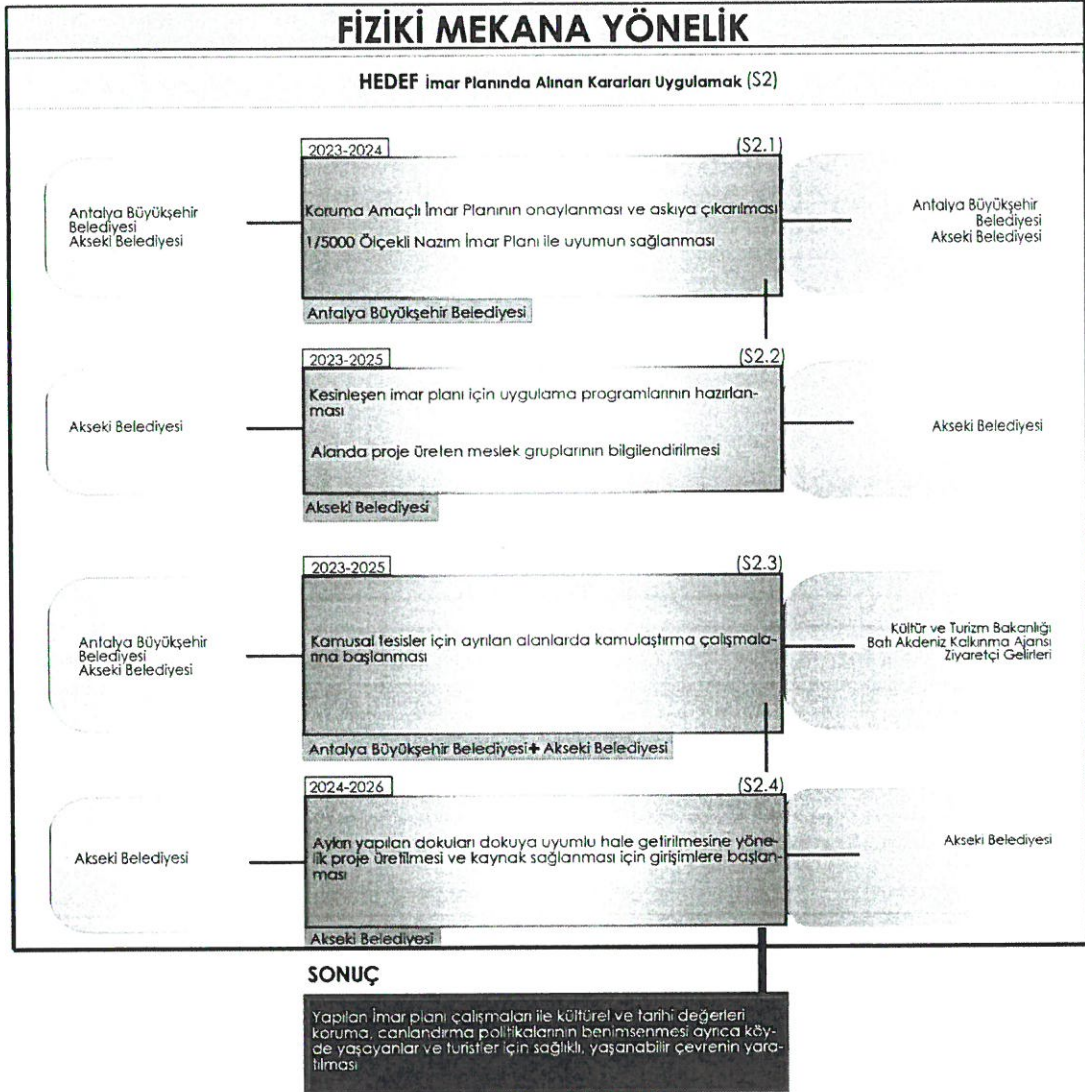 FİZİKİ MEKANA YÖNELİK
HEDEF İmar Planında Alınan Kararları Uygulamak (S2)
2023-2024
(S2.1)
Antalya Büyükşehir
Belediyesi
Akseki Belediyesi
Koruma Amaçlı İmar Planının onaylanması ve askıya çıkarılması
1/5000 Ölçekli Nazım İmar Planı ile uyumun sağlanması
Antalya Büyükşehir
Belediyesi
Akseki Belediyesi
Antalya Büyükşehir Belediyesi
2023-2025
(S2.2)
Akseki Belediyesi
Kesinleşen imar planı için uygulama programlarının hazırlan-
ması
Alanda proje üreten meslek gruplarının bilgilendirilmesi
Akseki Belediyesi
Akseki Belediyesi
2023-2025
(S2.3)
Antalya Büyükşehir
Belediyesi
Akseki Belediyesi
Kamusal tesisler için ayrılan alanlarda kamulaştırma çalışmala-
rına başlanması
Kültür ve Turizm Bakanlığı
Batı Akdeniz Kalkınma Ajansı
Ziyaretçi Gelirleri
Antalya Büyükşehir Belediyesi+ Akseki Belediyesi
2024-2026
(S2.4)
Akseki Belediyesi
Aykırı yapılan dokuları dokuya uyumlu hale getirilmesine yöne-
lik proje üretilmesi ve kaynak sağlanması için girişimlere başlan-
ması
Akseki Belediyesi
Akseki Belediyesi
SONUÇ
Yapılan İmar planı çalışmaları ile kültürel ve tarihi değerleri
koruma, canlandırma politikalarının benimsenmesi ayrıca köy-
de yaşayanlar ve turistler için sağlıklı, yaşanabilir çevrenin yara-
tılması